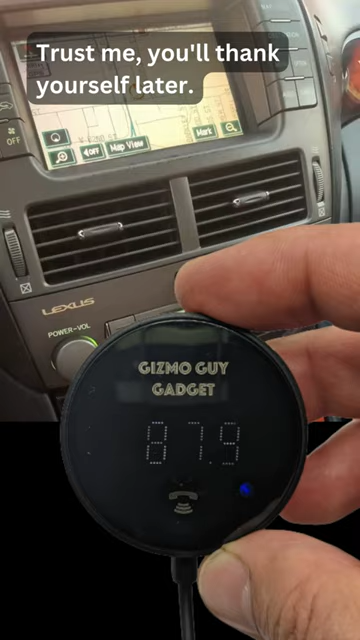 Trust me, you'll thank
yourself later.
OFF
OFF
Map View
Mark
LEXUS
POWER-VOL
GIZMO GUY
GADGET
87.9